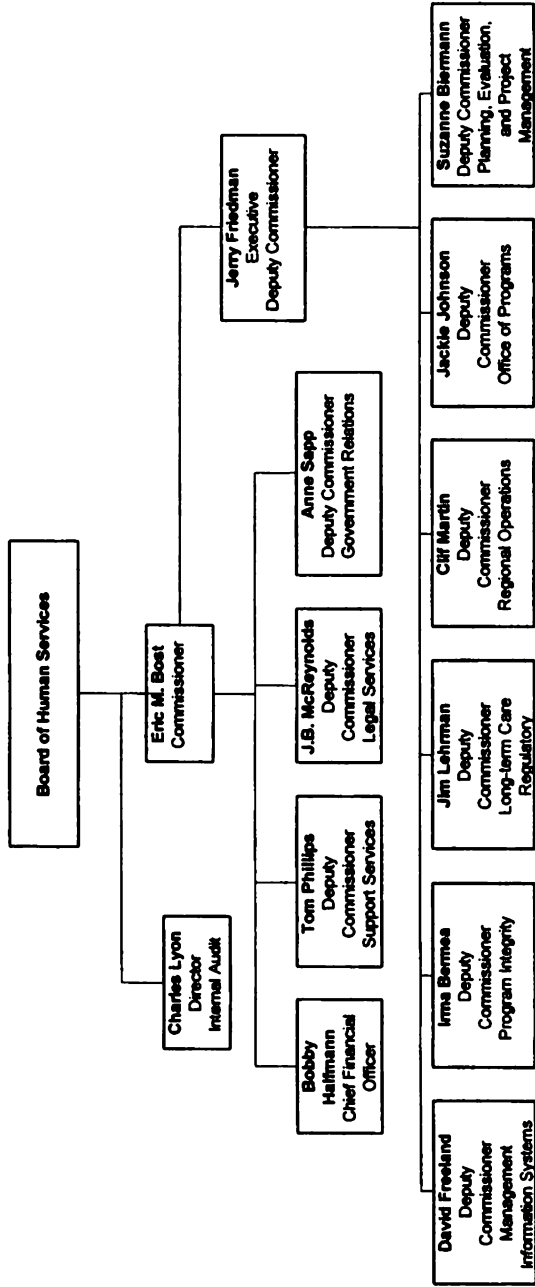 Board of Human Services
Charles Lyon
Director
Internal Audit
Eric M. Bost
Commissioner
Jerry Friedman
Executive
Deputy Commissioner
Bobby
Halfmann
Chief Financial
Officer
Tom Phillips
Deputy
Commissioner
Support Services
J.B. McReynolds
Deputy
Commissioner
Legal Services
Anne Sapp
Deputy Commissioner
Government Relations
David Freeland
Deputy
Commissioner
Management
Information Systems
Irma Bermea
Deputy
Commissioner
Program Integrity
Jim Lehrman
Deputy
Commissioner
Long-term Care
Regulatory
Clif Martin
Deputy
Commissioner
Regional Operations
Jackie Johnson
Deputy
Commissioner
Office of Programs
Suzanne Biermann
Deputy Commissioner
Planning, Evaluation,
and Project
Management